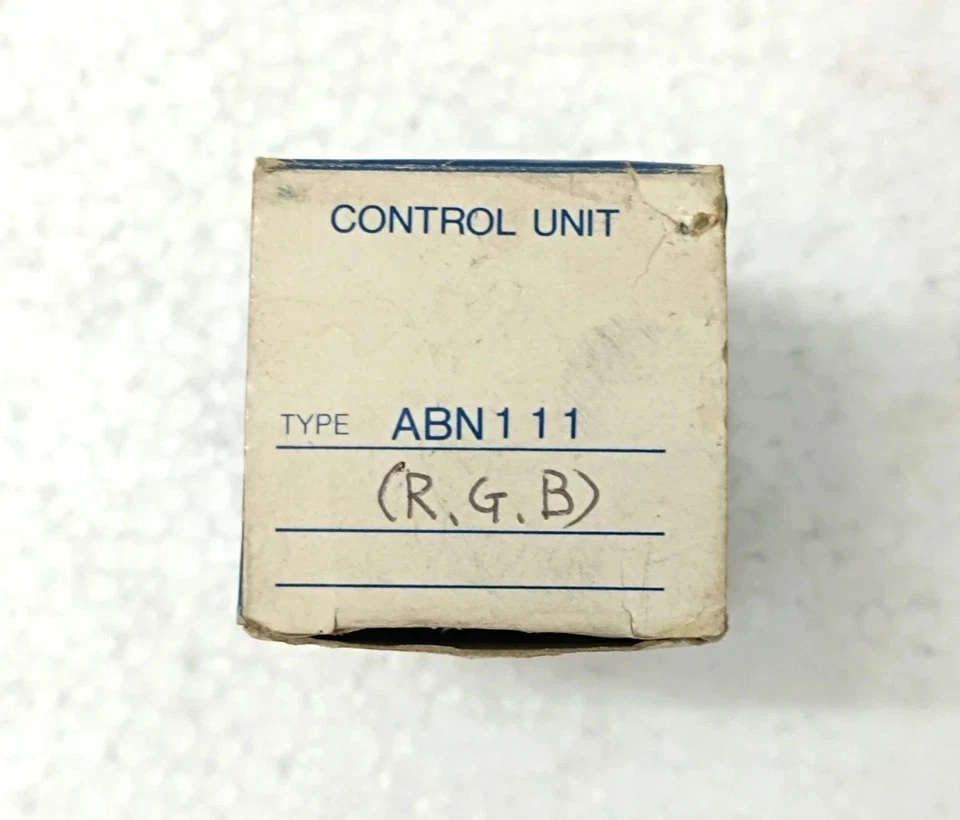 CONTROL UNIT
TYPE ABN111
(R.G.B)